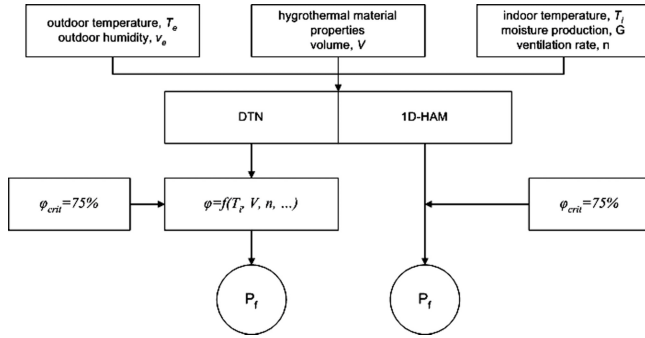 outdoor temperature, Te
outdoor humidity, ve
hygrothermal material
properties
volume, V
indoor temperature, Ti
moisture production, G
ventilation rate, n
DTN
1D-HAM
φcrit=75%
φ=f(Ti, V, n, ...)
φcrit=75%
Pf
Pf